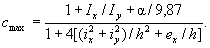 c_max = (1 + I_x / I_y + α / 9,87) / (1 + 4[(i_x^2 + i_y^2) / h^2 + e_x / h]).